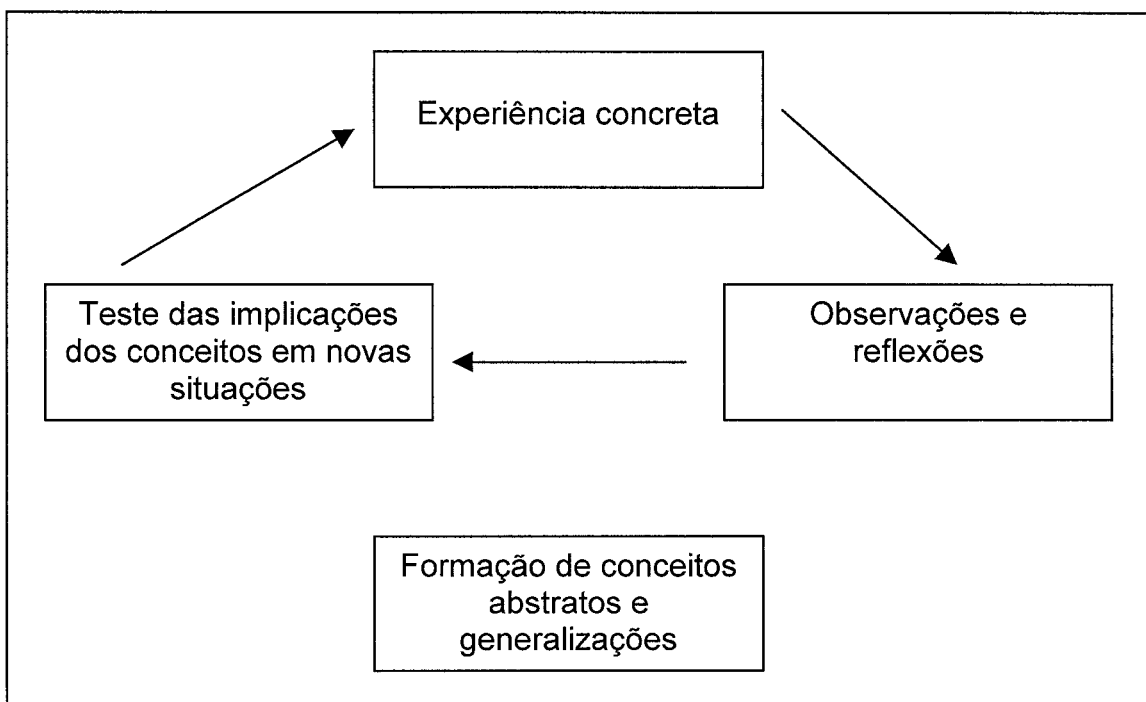 Experiência concreta
Teste das implicações
dos conceitos em novas
situações
Observações e
reflexões
Formação de conceitos
abstratos e
generalizações